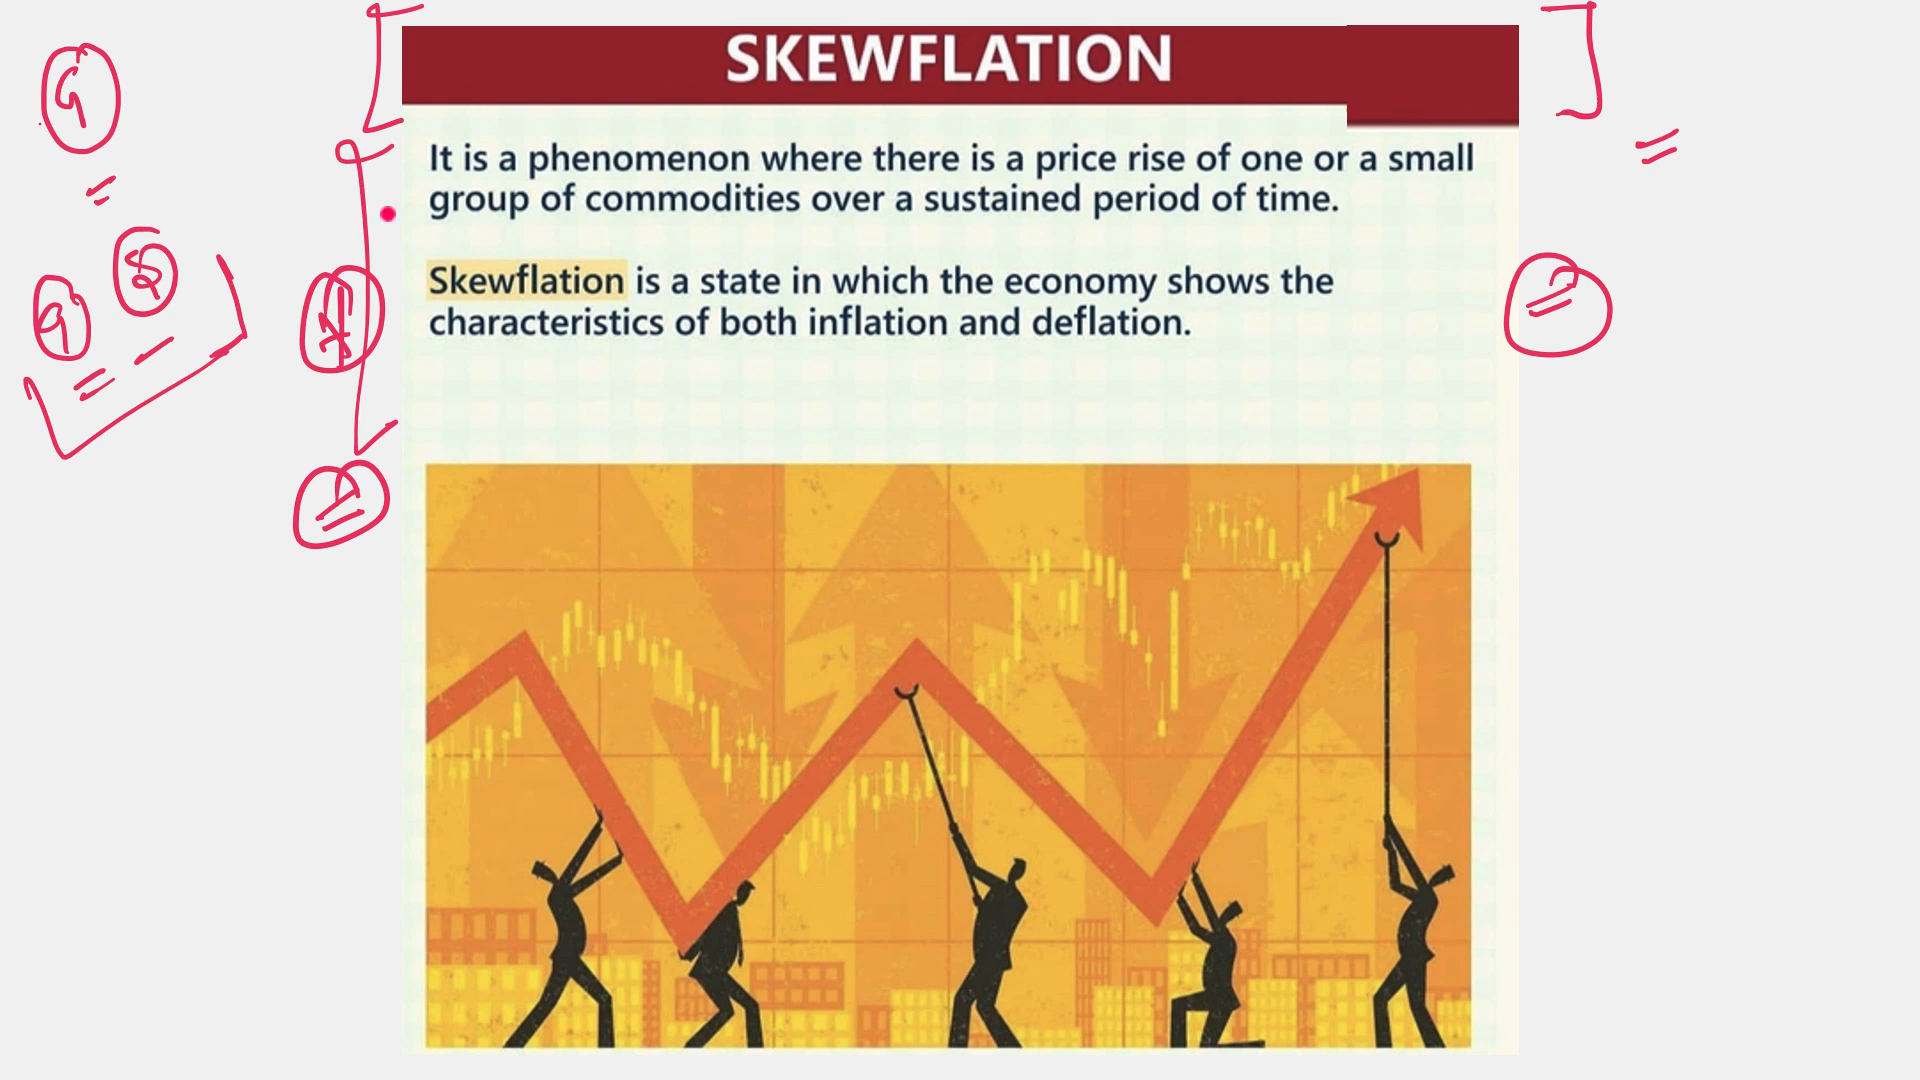 SKEWFLATION
It is a phenomenon where there is a price rise of one or a small
group of commodities over a sustained period of time.
Skewflation is a state in which the economy shows the
characteristics of both inflation and deflation.